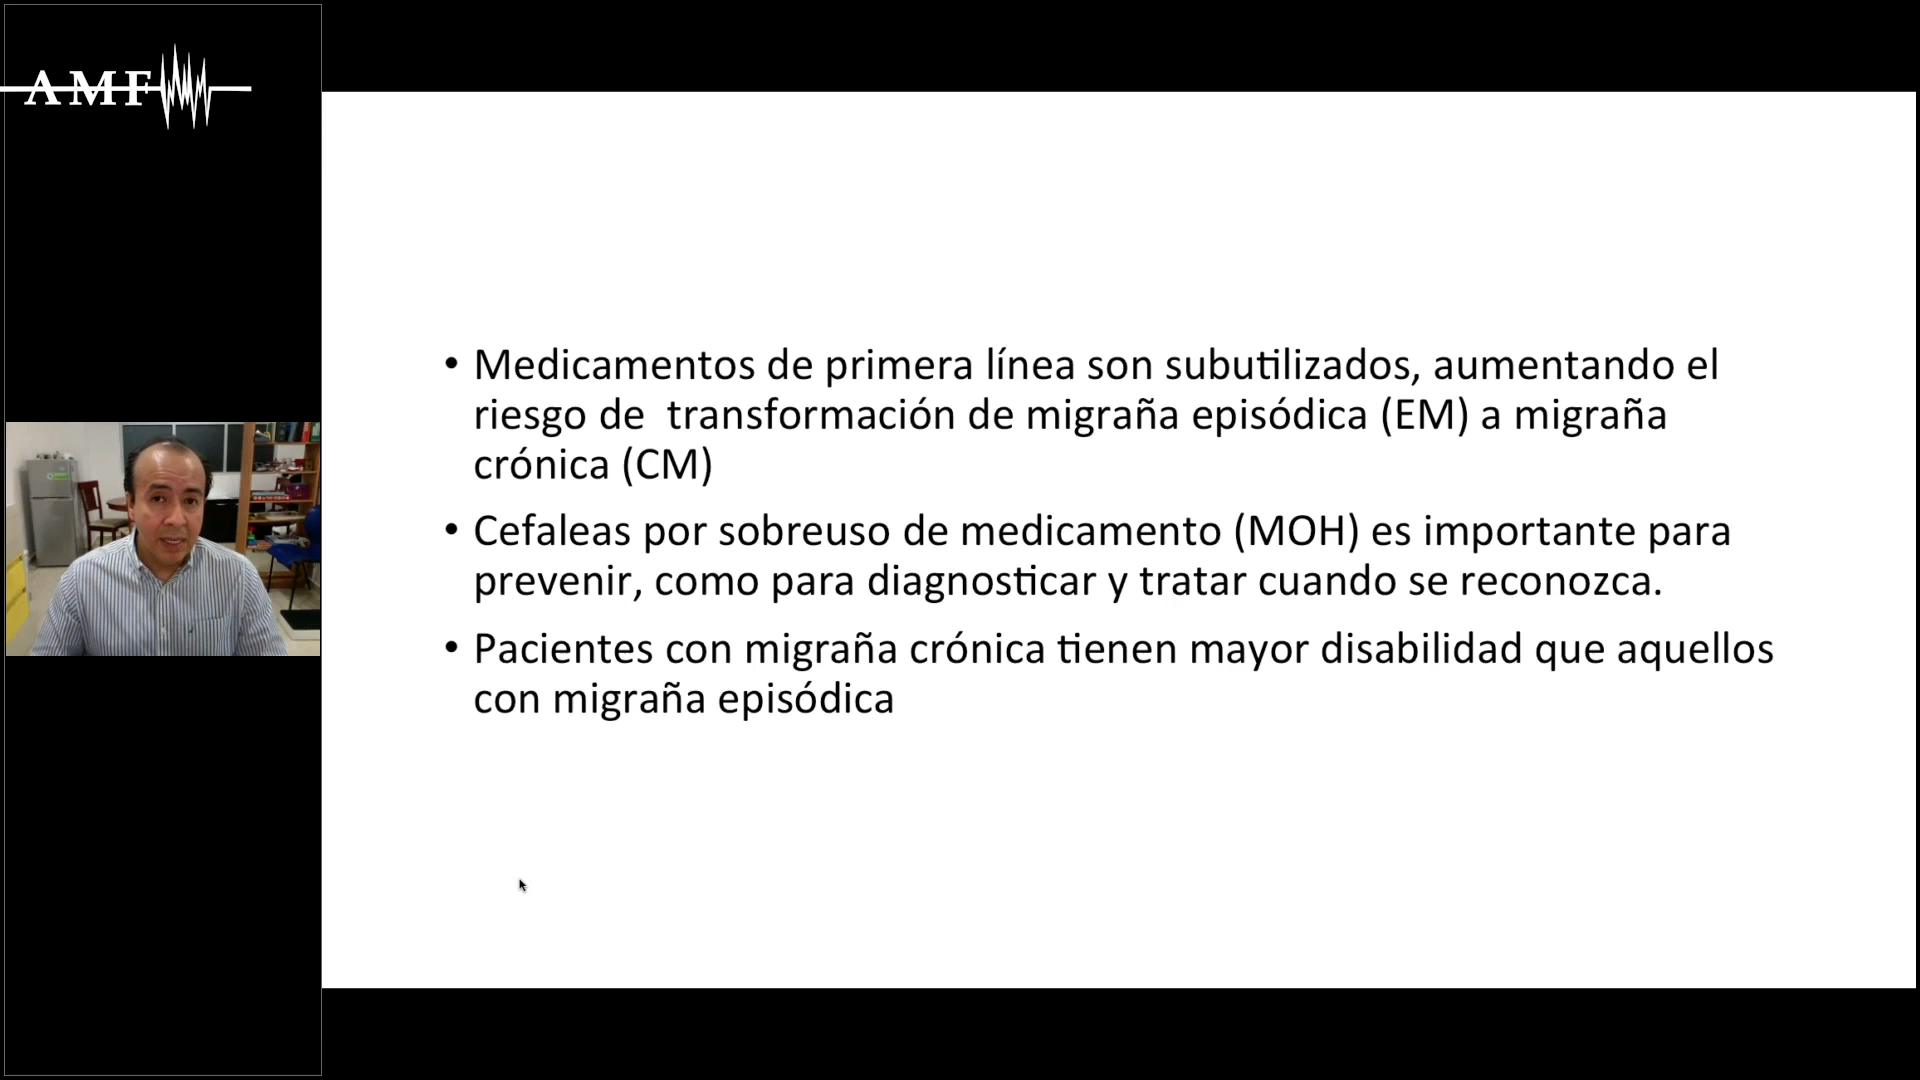 AMF
• Medicamentos de primera línea son subutilizados, aumentando el
riesgo de  transformación de migraña episódica (EM) a migraña
crónica (CM)
• Cefaleas por sobreuso de medicamento (MOH) es importante para
prevenir, como para diagnosticar y tratar cuando se reconozca.
• Pacientes con migraña crónica tienen mayor disabilidad que aquellos
con migraña episódica